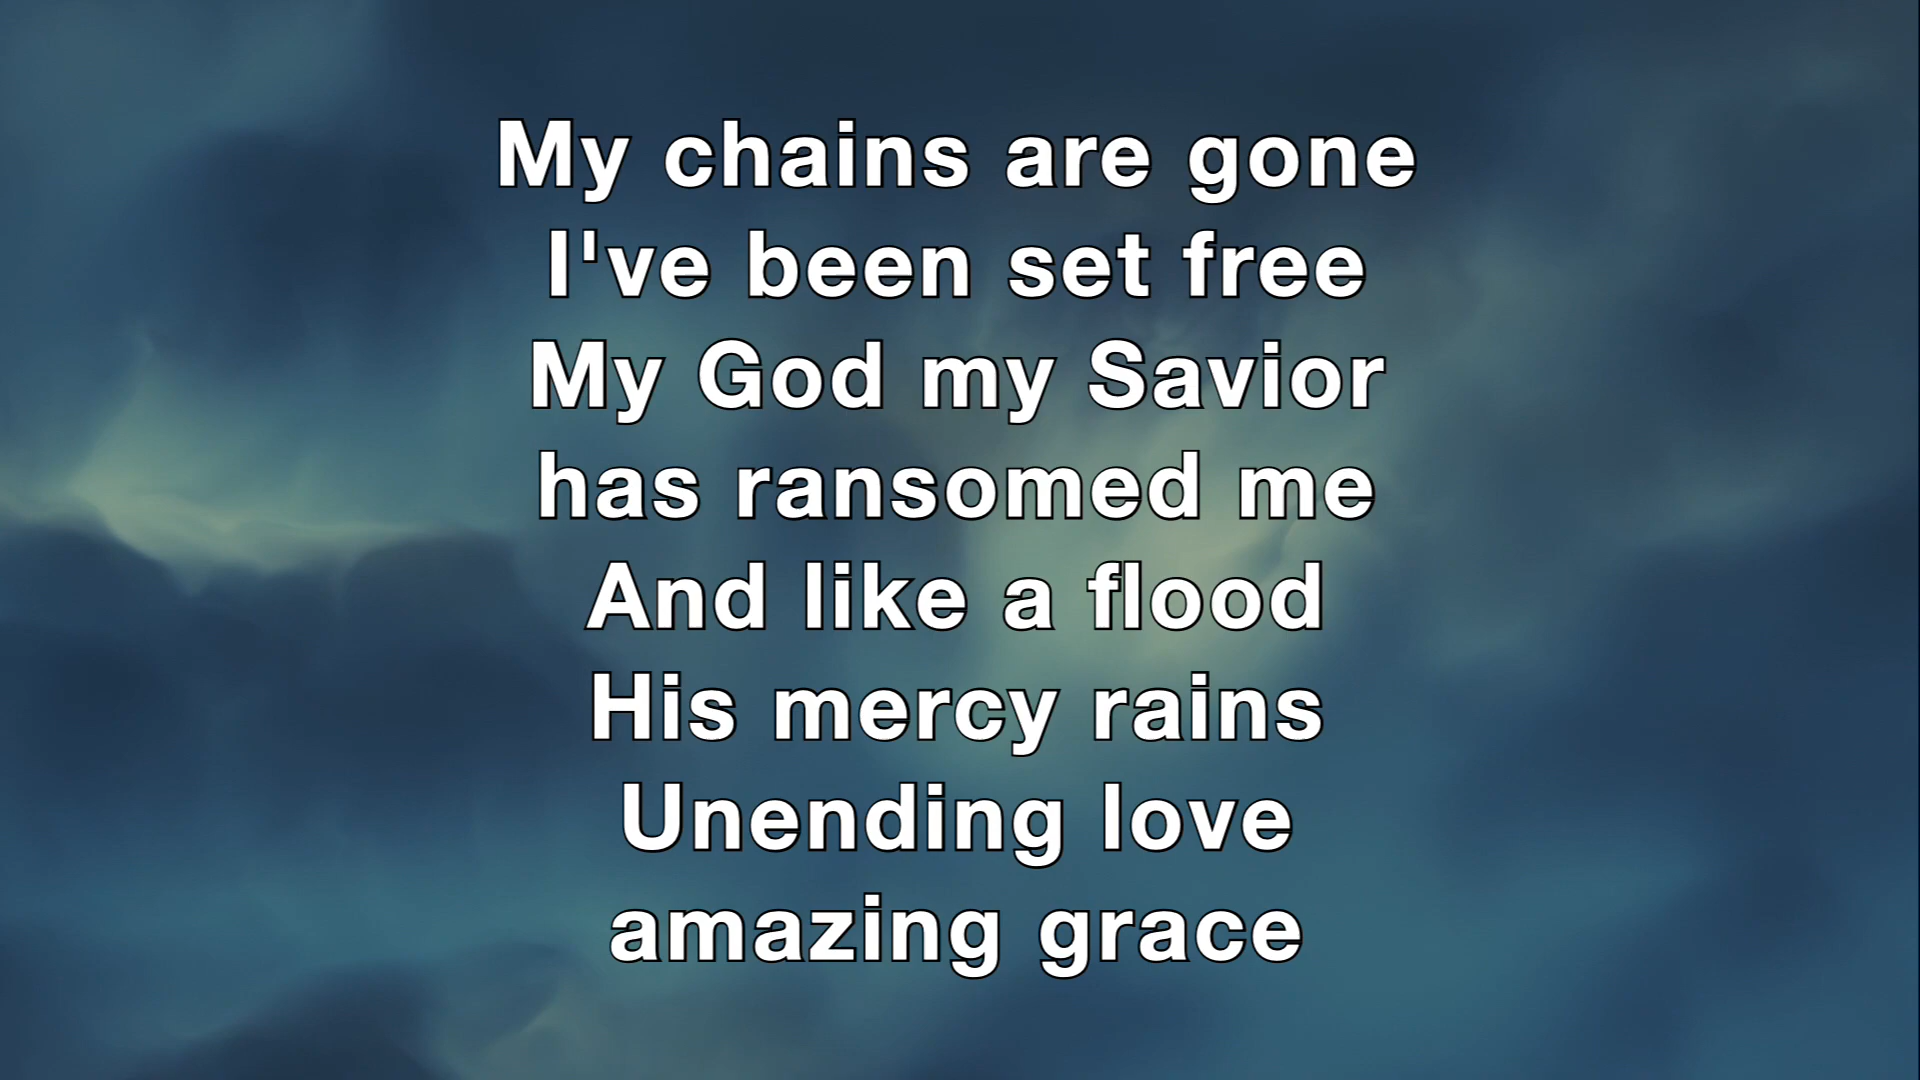 My chains are gone
I've been set free
My God my Savior
has ransomed me
And like a flood
His mercy rains
Unending love
amazing grace